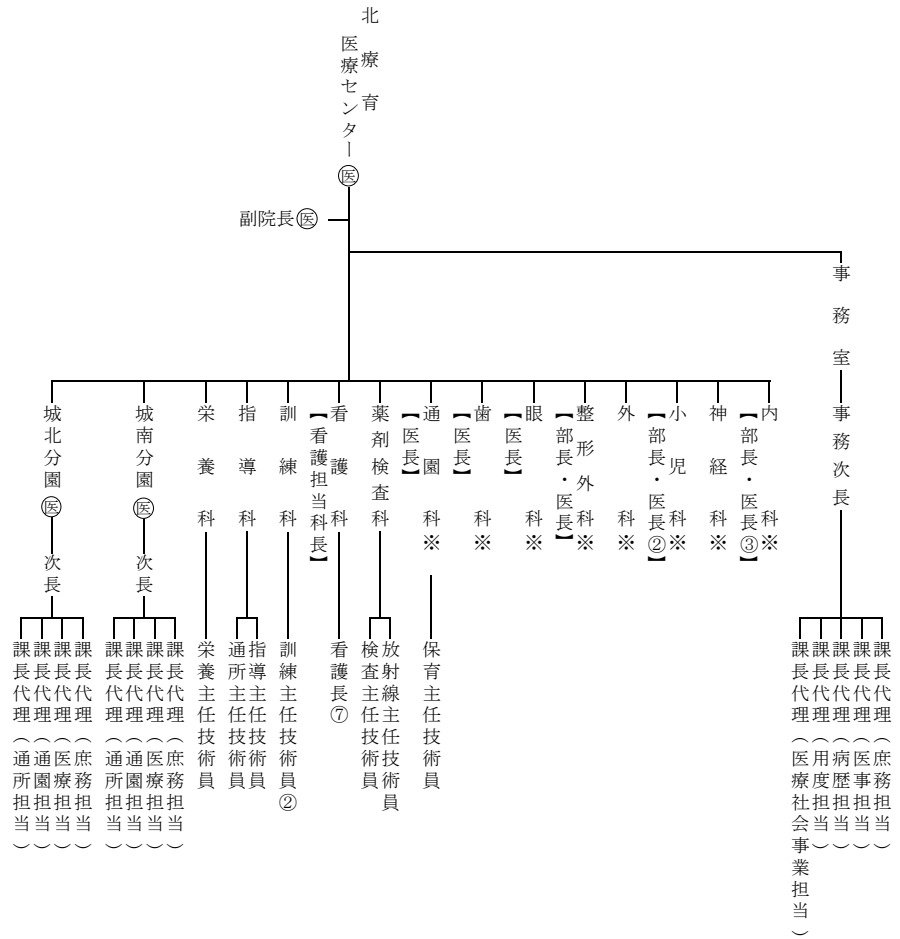 北療育
医療センター㊩
副院長㊩
事務室
事務次長
課長代理（庶務担当）
課長代理（医事担当）
課長代理（病歴担当）
課長代理（用度担当）
課長代理（医療社会事業担当）
内科※
【部長・医長③】
神経科※
小児科※
【部長・医長②】
外科※
整形外科※
【部長・医長】
眼科※
【医長】
歯科※
【医長】
通園科※
【医長】
保育主任技術員
薬剤検査科
放射線主任技術員
検査主任技術員
看護科
【看護担当科長】
看護長⑦
訓練科
訓練主任技術員②
指導科
指導主任技術員
通所主任技術員
栄養科
栄養主任技術員
城南分園㊩
次長
課長代理（庶務担当）
課長代理（医療担当）
課長代理（通園担当）
課長代理（通所担当）
城北分園㊩
次長
課長代理（庶務担当）
課長代理（医療担当）
課長代理（通園担当）
課長代理（通所担当）